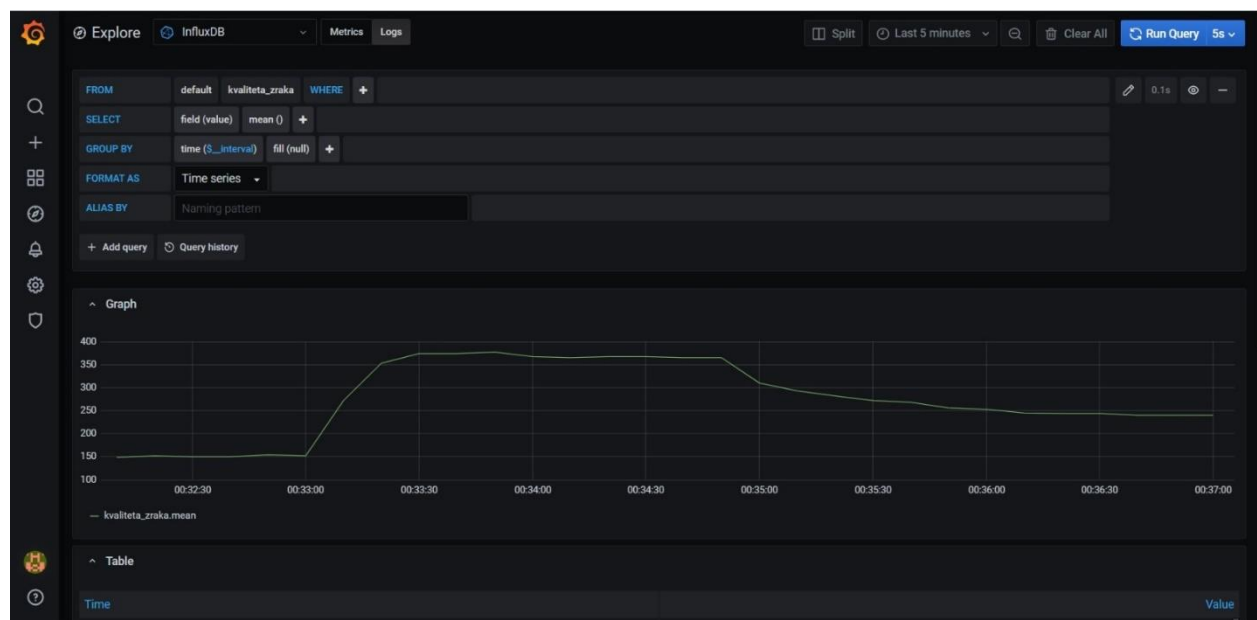 Explore InfluxDB Metrics Logs Split Last 5 minutes Clear All Run Query 5s
FROM default kvaliteta_zraka WHERE + 0.1s
SELECT field (value) mean () +
GROUP BY time ($__interval) fill (null) +
FORMAT AS Time series
ALIAS BY Naming pattern
+ Add query Query history
Graph
400
350
300
250
200
150
100
00:32:30 00:33:00 00:33:30 00:34:00 00:34:30 00:35:00 00:35:30 00:36:00 00:36:30 00:37:00
kvaliteta_zraka.mean
Table
Time Value